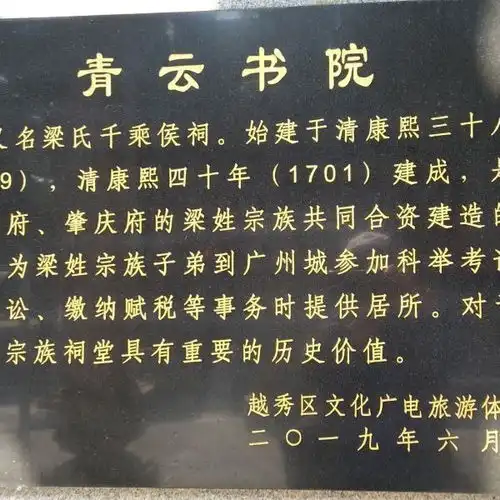 青云书院
又名梁氏千乘侯祠。始建于清康熙三十八
9），清康熙四十年（1701）建成，是
府、肇庆府的梁姓宗族共同合资建造的
为梁姓宗族子弟到广州城参加科举考试
讼、缴纳赋税等事务时提供居所。对
宗族祠堂具有重要的历史价值。
越秀区文化广电旅游体
二〇一九年六月